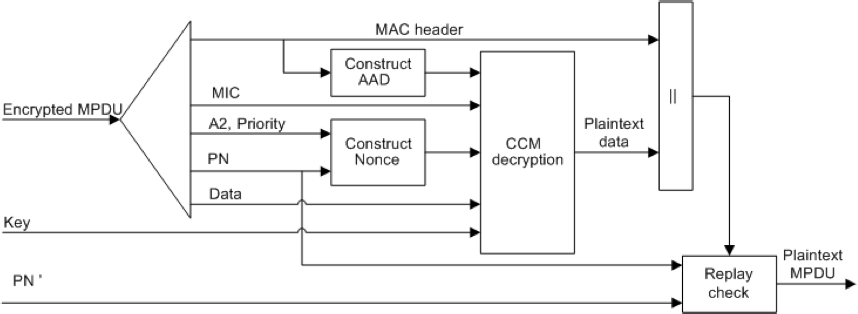 MAC header
Construct
AAD
MIC
Encrypted MPDU
A2, Priority
Construct
Nonce
CCM
decryption
Plaintext
data
||
PN
Data
Key
PN '
Replay
check
Plaintext
MPDU